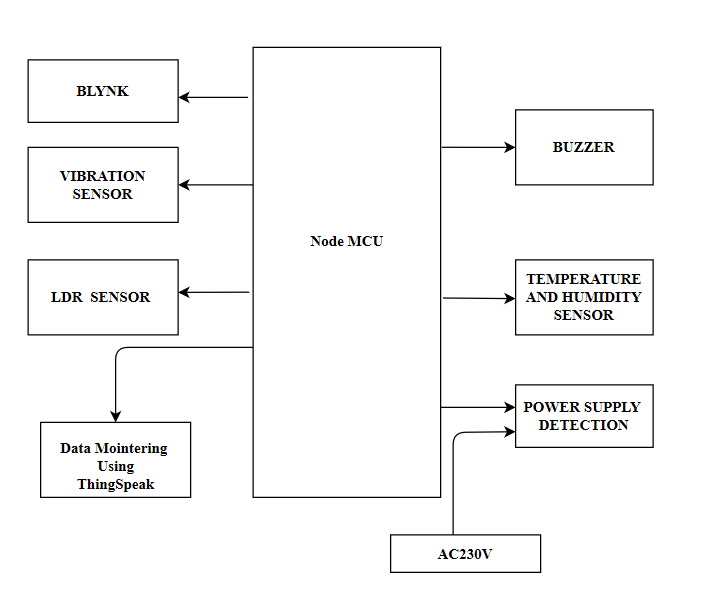 BLYNK
VIBRATION
SENSOR
LDR SENSOR
Data Mointering
Using
ThingSpeak
Node MCU
BUZZER
TEMPERATURE
AND HUMIDITY
SENSOR
POWER SUPPLY
DETECTION
AC230V